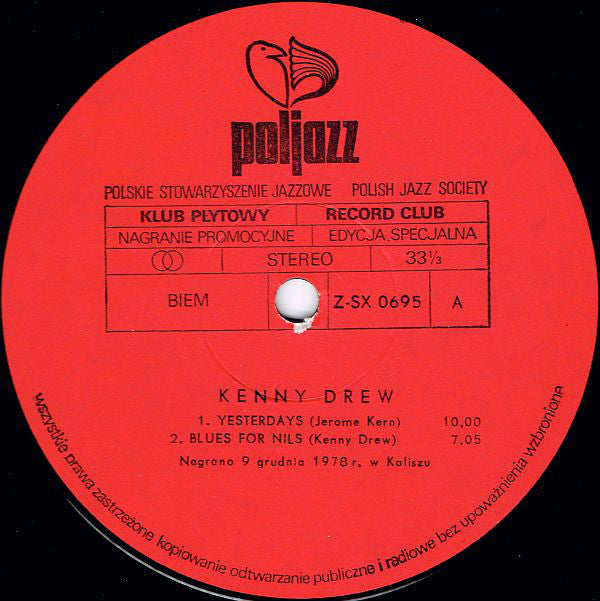 poljazz
POLSKIE STOWARZYSZENIE JAZZOWE POLISH JAZZ SOCIETY
KLUB PŁYTOWY RECORD CLUB
NAGRANIE PROMOCYJNE EDYCJA SPECJALNA
STEREO 33⅓
BIEM Z-SX 0695 A
KENNY DREW
1. YESTERDAYS (Jerome Kern) 10,00
2. BLUES FOR NILS (Kenny Drew) 7.05
Nagrano 9 grudnia 1978 r, w Kaliszu
wszystkie prawa zastrzeżone kopiowanie odtwarzanie publiczne i radiowe bez upoważnienia wzbronione